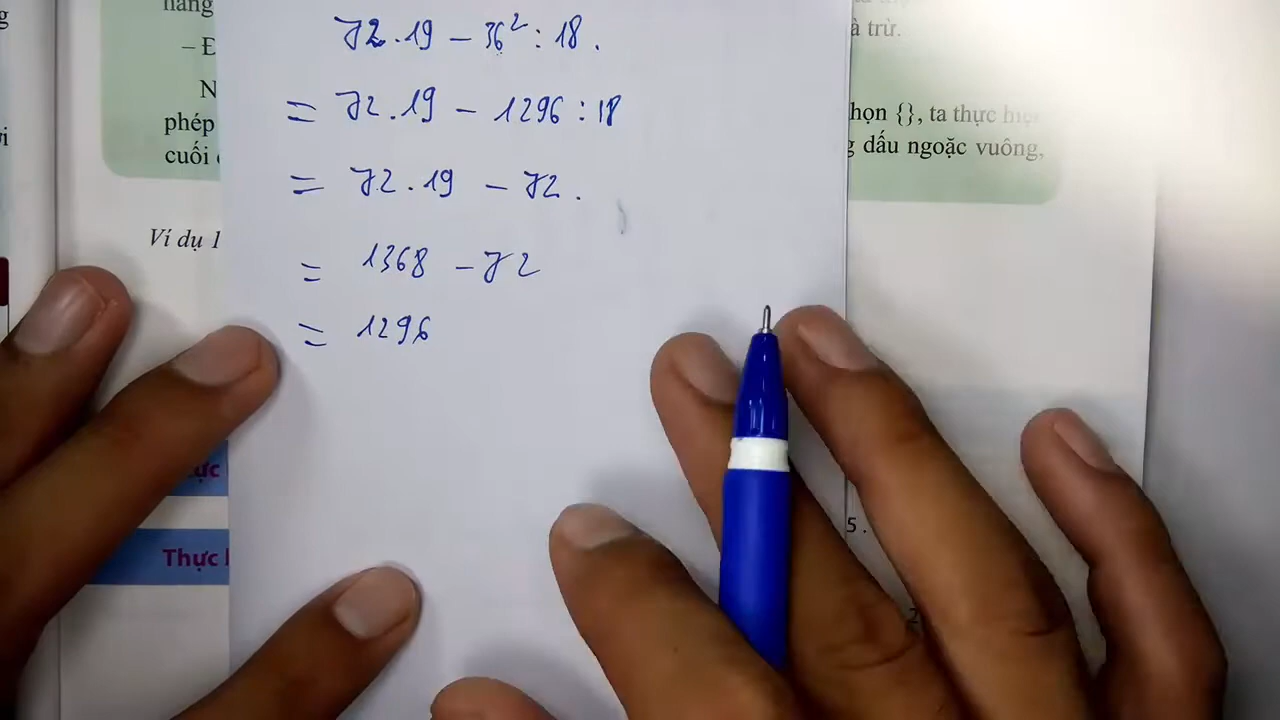 hàng
– Đ
N
phép
cuối
Ví dụ 1
Thực
72.19 – 36² : 18.
= 72.19 – 1296 : 18
= 72.19 – 72.
= 1368 – 72
= 1296
à trừ.
họn {}, ta thực hiện
g dấu ngoặc vuông,
5.